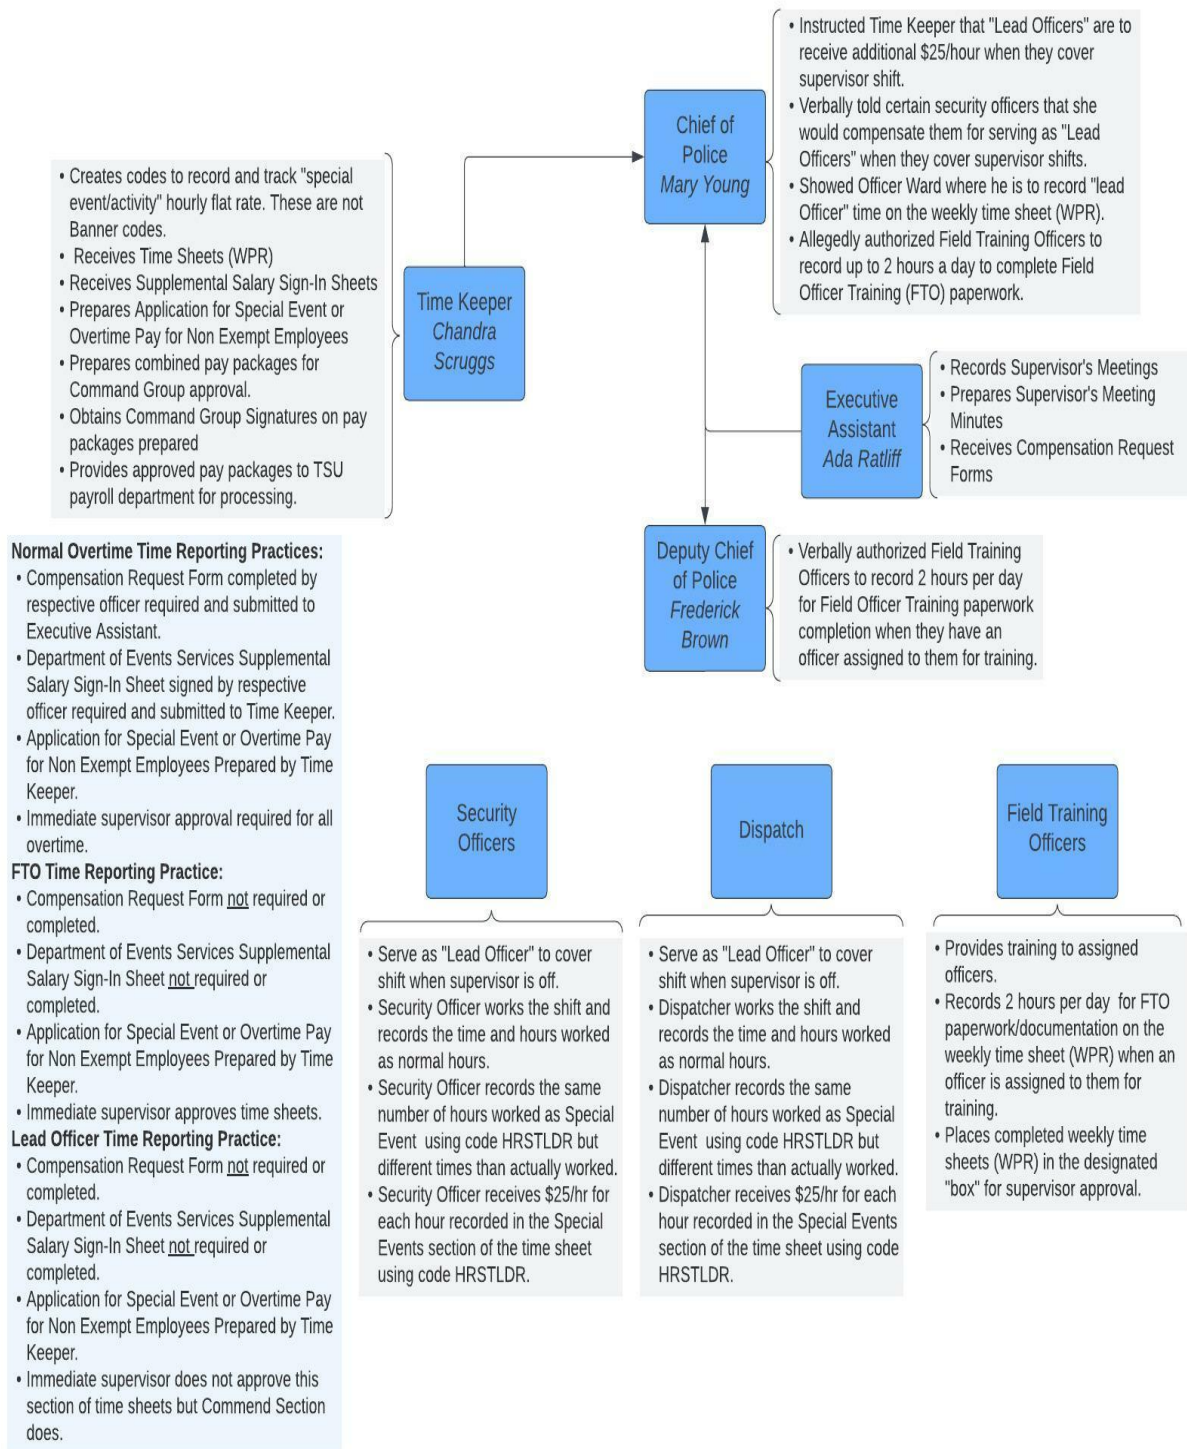 • Instructed Time Keeper that "Lead Officers" are to
receive additional $25/hour when they cover
supervisor shift.
• Verbally told certain security officers that she
would compensate them for serving as "Lead
Officers" when they cover supervisor shifts.
• Showed Officer Ward where he is to record "lead
Officer" time on the weekly time sheet (WPR).
• Allegedly authorized Field Training Officers to
record up to 2 hours a day to complete Field
Officer Training (FTO) paperwork.
Chief of
Police
Mary Young
• Creates codes to record and track "special
event/activity" hourly flat rate. These are not
Banner codes.
• Receives Time Sheets (WPR)
• Receives Supplemental Salary Sign-In Sheets
• Prepares Application for Special Event or
Overtime Pay for Non Exempt Employees
• Prepares combined pay packages for
Command Group approval.
• Obtains Command Group Signatures on pay
packages prepared
• Provides approved pay packages to TSU
payroll department for processing.
Time Keeper
Chandra
Scruggs
Executive
Assistant
Ada Ratliff
• Records Supervisor's Meetings
• Prepares Supervisor's Meeting
Minutes
• Receives Compensation Request
Forms
Deputy Chief
of Police
Frederick
Brown
• Verbally authorized Field Training
Officers to record 2 hours per day
for Field Officer Training paperwork
completion when they have an
officer assigned to them for training.
Normal Overtime Time Reporting Practices:
• Compensation Request Form completed by
respective officer required and submitted to
Executive Assistant.
• Department of Events Services Supplemental
Salary Sign-In Sheet signed by respective
officer required and submitted to Time Keeper.
• Application for Special Event or Overtime Pay
for Non Exempt Employees Prepared by Time
Keeper.
• Immediate supervisor approval required for all
overtime.
FTO Time Reporting Practice:
• Compensation Request Form not required or
completed.
• Department of Events Services Supplemental
Salary Sign-In Sheet not required or
completed.
• Application for Special Event or Overtime Pay
for Non Exempt Employees Prepared by Time
Keeper.
• Immediate supervisor approves time sheets.
Lead Officer Time Reporting Practice:
• Compensation Request Form not required or
completed.
• Department of Events Services Supplemental
Salary Sign-In Sheet not required or
completed.
• Application for Special Event or Overtime Pay
for Non Exempt Employees Prepared by Time
Keeper.
• Immediate supervisor does not approve this
section of time sheets but Commend Section
does.
Security
Officers
• Serve as "Lead Officer" to cover
shift when supervisor is off.
• Security Officer works the shift and
records the time and hours worked
as normal hours.
• Security Officer records the same
number of hours worked as Special
Event using code HRSTLDR but
different times than actually worked.
• Security Officer receives $25/hr for
each hour recorded in the Special
Events section of the time sheet
using code HRSTLDR.
Dispatch
• Serve as "Lead Officer" to cover
shift when supervisor is off.
• Dispatcher works the shift and
records the time and hours worked
as normal hours.
• Dispatcher records the same
number of hours worked as Special
Event using code HRSTLDR but
different times than actually worked.
• Dispatcher receives $25/hr for each
hour recorded in the Special Events
section of the time sheet using code
HRSTLDR.
Field Training
Officers
• Provides training to assigned
officers.
• Records 2 hours per day for FTO
paperwork/documentation on the
weekly time sheet (WPR) when an
officer is assigned to them for
training.
• Places completed weekly time
sheets (WPR) in the designated
"box" for supervisor approval.